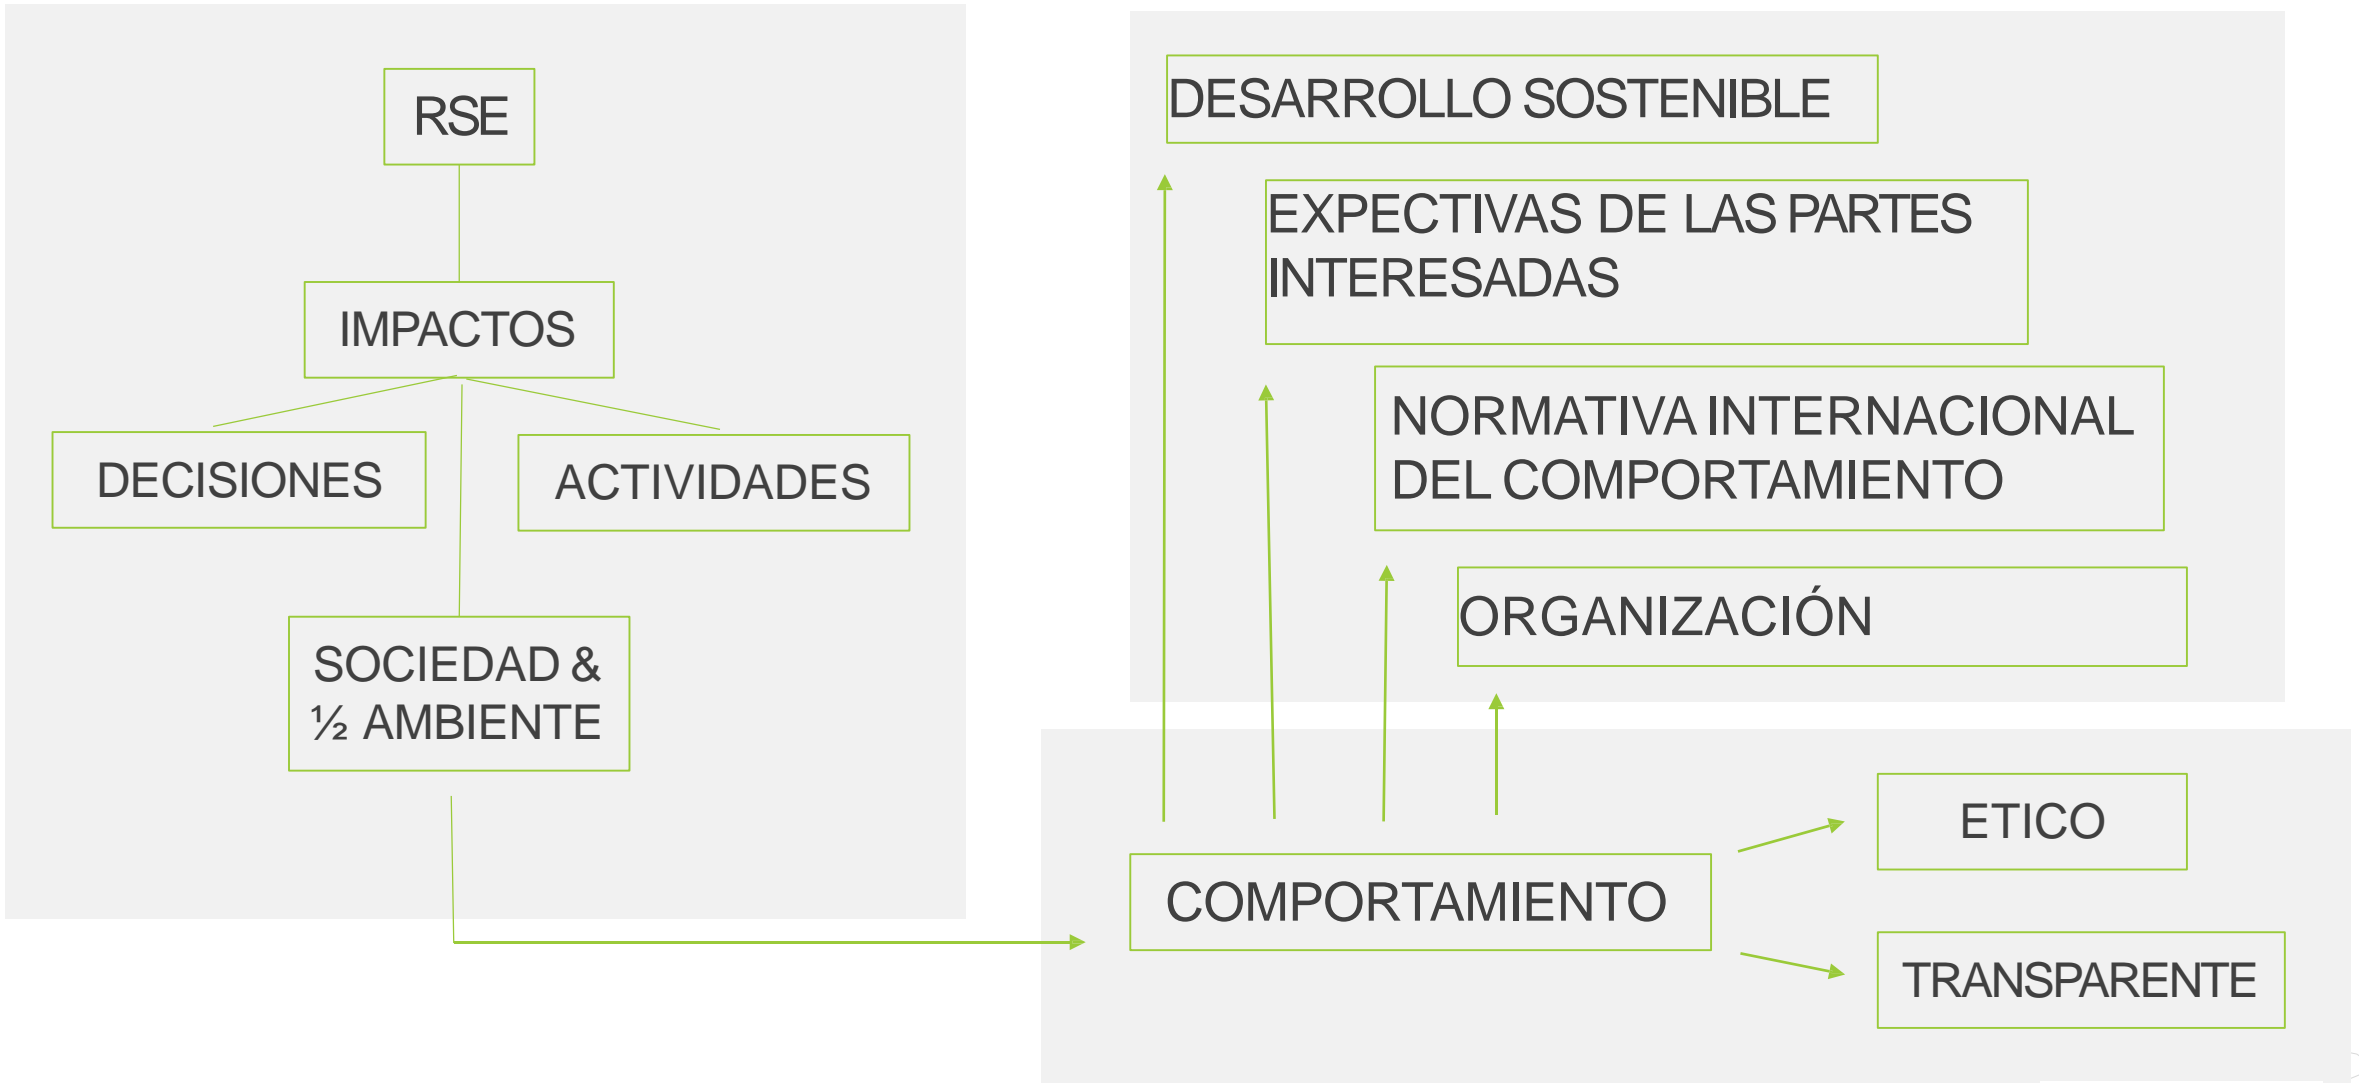 RSE
IMPACTOS
DECISIONES
ACTIVIDADES
SOCIEDAD &
½ AMBIENTE
DESARROLLO SOSTENIBLE
EXPECTIVAS DE LAS PARTES
INTERESADAS
NORMATIVA INTERNACIONAL
DEL COMPORTAMIENTO
ORGANIZACIÓN
COMPORTAMIENTO
ETICO
TRANSPARENTE